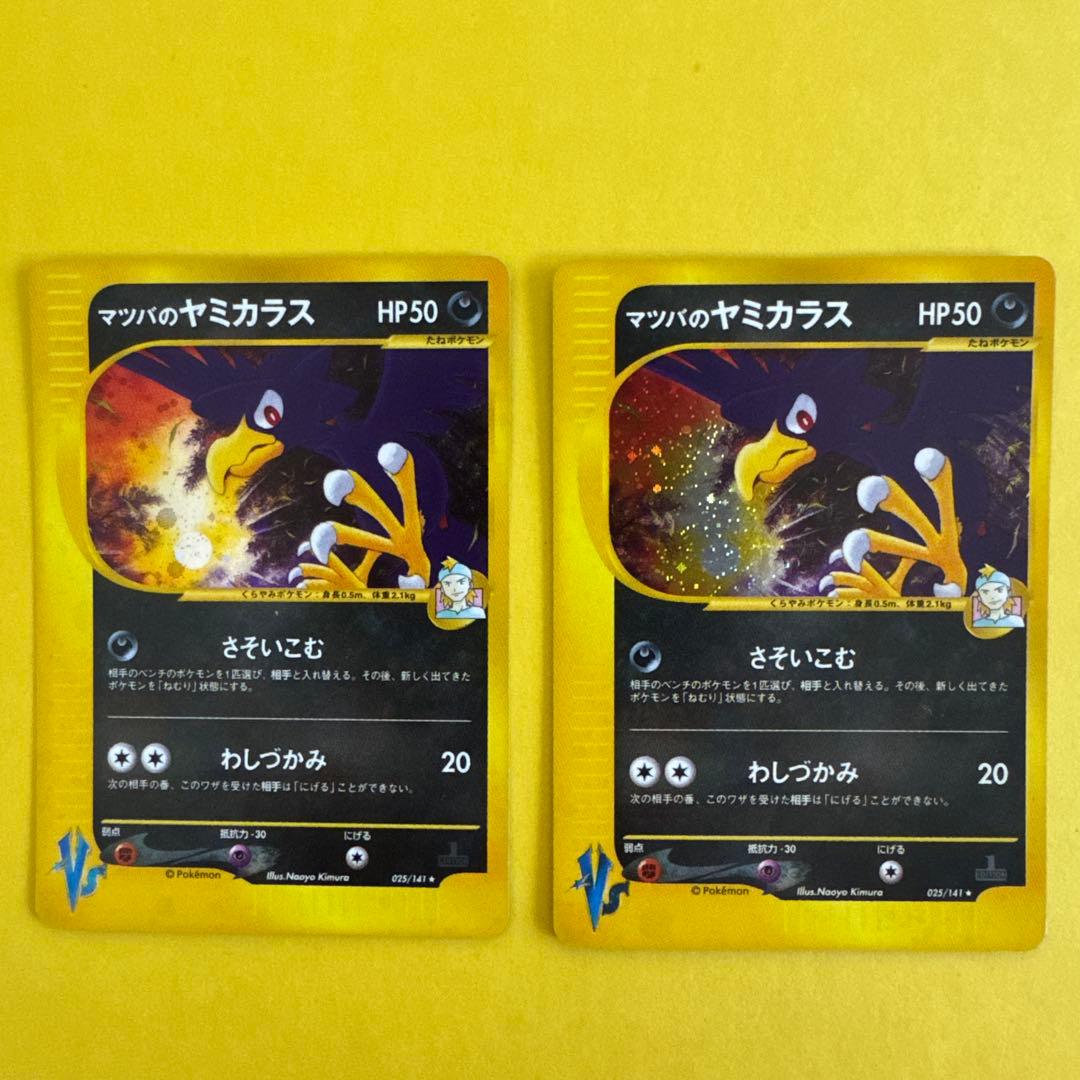 マツバのヤミカラス HP50
たねポケモン
くらやみポケモン：身長0.5m、体重2.1kg
さそいこむ
相手のベンチのポケモンを1匹選び、相手と入れ替える。その後、新しく出てきた
ポケモンを「ねむり」状態にする。
わしづかみ 20
次の相手の番、このワザを受けた相手は「にげる」ことができない。
弱点 抵抗力-30 にげる
1
EDITION
VS
©Pokémon Illus.Naoyo Kimura 025/141★
マツバのヤミカラス HP50
たねポケモン
くらやみポケモン：身長0.5m、体重2.1kg
さそいこむ
相手のベンチのポケモンを1匹選び、相手と入れ替える。その後、新しく出てきた
ポケモンを「ねむり」状態にする。
わしづかみ 20
次の相手の番、このワザを受けた相手は「にげる」ことができない。
弱点 抵抗力-30 にげる
1
EDITION
VS
©Pokémon Illus.Naoyo Kimura 025/141★